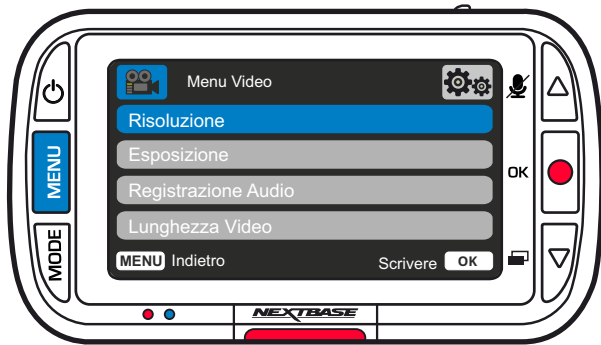 Menu Video
Risoluzione
Esposizione
Registrazione Audio
Lunghezza Video
MENU Indietro
Scrivere OK
MENU
MODE
OK
NEXTBASE